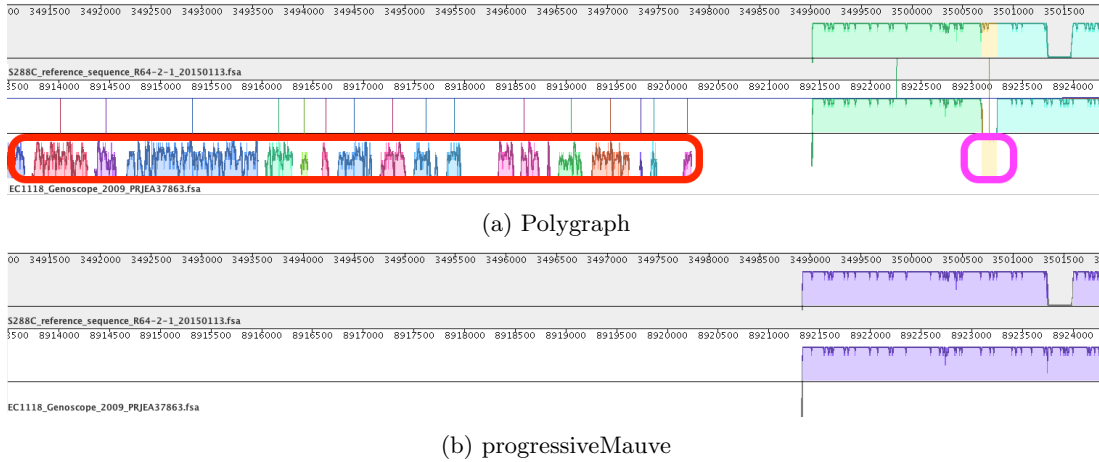 00 3491500 3492000 3492500 3493000 3493500 3494000 3494500 3495000 3495500 3496000 3496500 3497000 3497500 3498000 3498500 3499000 3499500 3500000 3500500 3501000 3501500
S288C_reference_sequence_R64-2-1_20150113.fsa
3500 8914000 8914500 8915000 8915500 8916000 8916500 8917000 8917500 8918000 8918500 8919000 8919500 8920000 8920500 8921000 8921500 8922000 8922500 8923000 8923500 8924000
EC1118_Genoscope_2009_PRJEA37863.fsa
(a) Polygraph
00 3491500 3492000 3492500 3493000 3493500 3494000 3494500 3495000 3495500 3496000 3496500 3497000 3497500 3498000 3498500 3499000 3499500 3500000 3500500 3501000 3501500
S288C_reference_sequence_R64-2-1_20150113.fsa
3500 8914000 8914500 8915000 8915500 8916000 8916500 8917000 8917500 8918000 8918500 8919000 8919500 8920000 8920500 8921000 8921500 8922000 8922500 8923000 8923500 8924000
EC1118_Genoscope_2009_PRJEA37863.fsa
(b) progressiveMauve